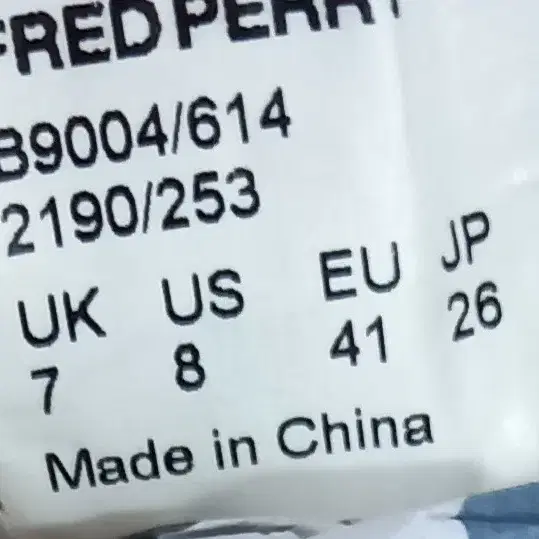 FRED PERRY
B9004/614
2190/253
UK US EU JP
7 8 41 26
Made in China